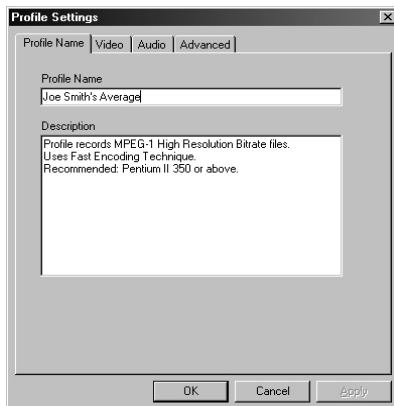 Profile Settings
Profile Name Video Audio Advanced
Profile Name
Joe Smith's Average
Description
Profile records MPEG-1 High Resolution Bitrate files.
Uses Fast Encoding Technique.
Recommended: Pentium II 350 or above.
OK Cancel Apply